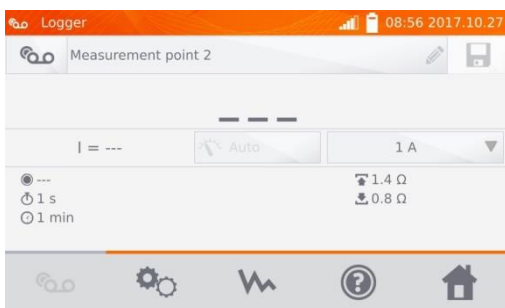 Logger 08:56 2017.10.27
Measurement point 2
---
I = --- Auto 1 A
--- 1.4 Ω
1 s 0.8 Ω
1 min